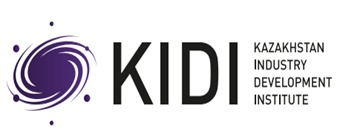 KIDI
KAZAKHSTAN
INDUSTRY
DEVELOPMENT
INSTITUTE